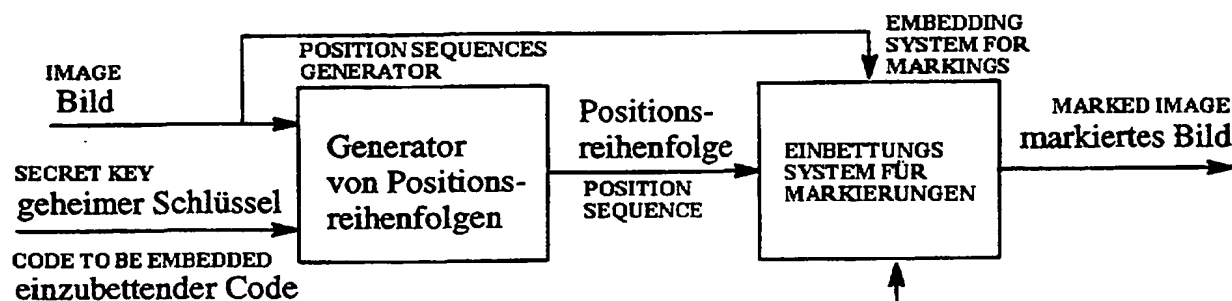 POSITION SEQUENCES
GENERATOR
EMBEDDING
SYSTEM FOR
MARKINGS
IMAGE
Bild
Generator
von Positions-
reihenfolgen
Positions-
reihenfolge
POSITION
SEQUENCE
EINBETTUNGS
SYSTEM FÜR
MARKIERUNGEN
MARKED IMAGE
markiertes Bild
SECRET KEY
geheimer Schlüssel
CODE TO BE EMBEDDED
einzubettender Code